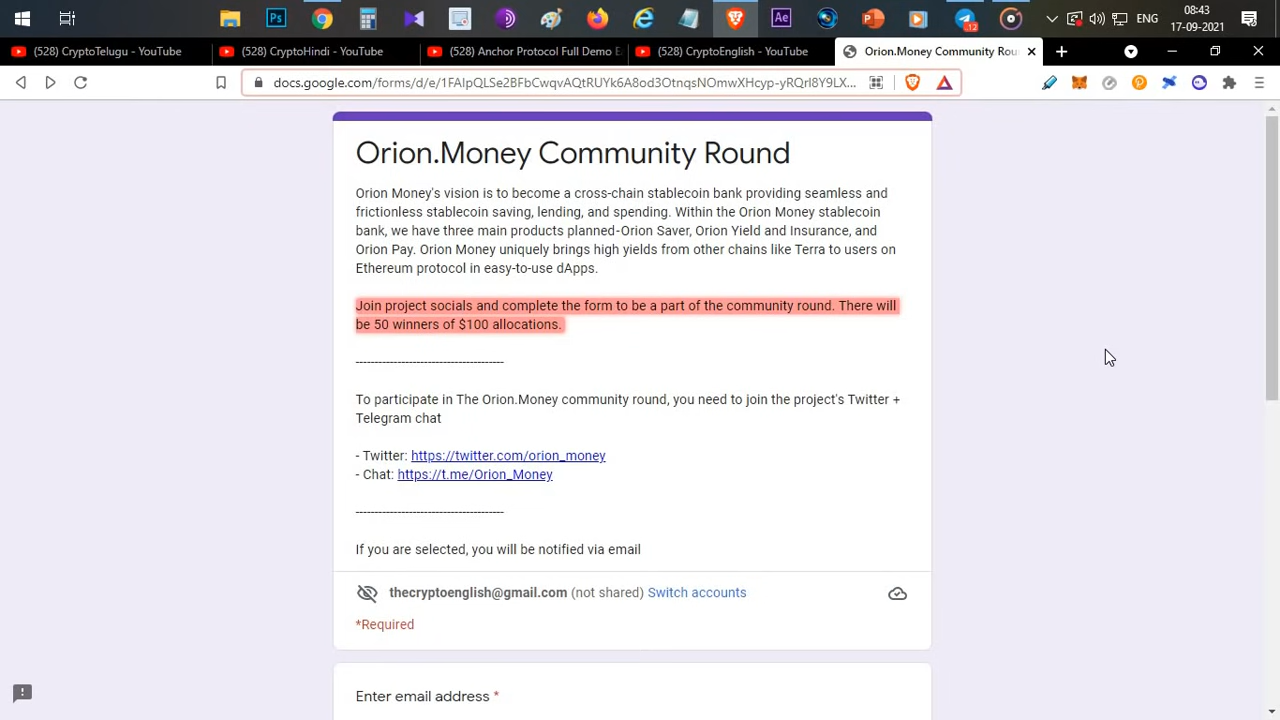 08:43
ENG
17-09-2021
12
(528) CryptoTelugu - YouTube
(528) CryptoHindi - YouTube
(528) Anchor Protocol Full Demo E
(528) CryptoEnglish - YouTube
Orion.Money Community Rou
docs.google.com/forms/d/e/1FAIpQLSe2BFbCwqvAQtRUYk6A8od3OtnqsNOmwXHcyp-yRQrl8Y9LX...
Orion.Money Community Round
Orion Money's vision is to become a cross-chain stablecoin bank providing seamless and
frictionless stablecoin saving, lending, and spending. Within the Orion Money stablecoin
bank, we have three main products planned-Orion Saver, Orion Yield and Insurance, and
Orion Pay. Orion Money uniquely brings high yields from other chains like Terra to users on
Ethereum protocol in easy-to-use dApps.
Join project socials and complete the form to be a part of the community round. There will
be 50 winners of $100 allocations.
----------------------------------------
To participate in The Orion.Money community round, you need to join the project's Twitter +
Telegram chat
- Twitter: https://twitter.com/orion_money
- Chat: https://t.me/Orion_Money
----------------------------------------
If you are selected, you will be notified via email
thecryptoenglish@gmail.com (not shared) Switch accounts
*Required
Enter email address *